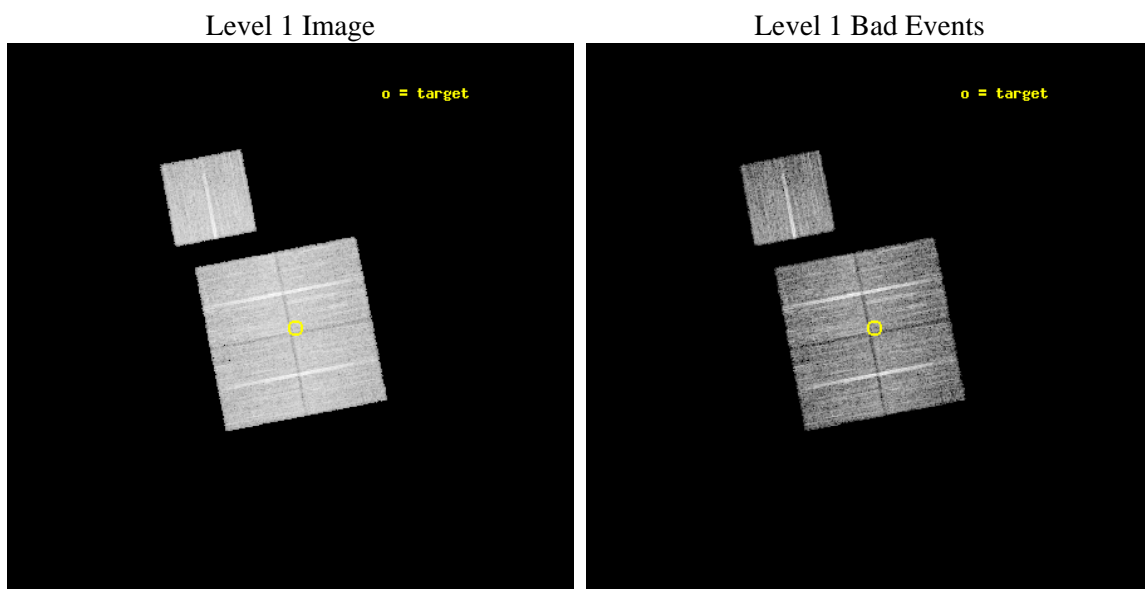 Level 1 Image
Level 1 Bad Events
o = target
o = target